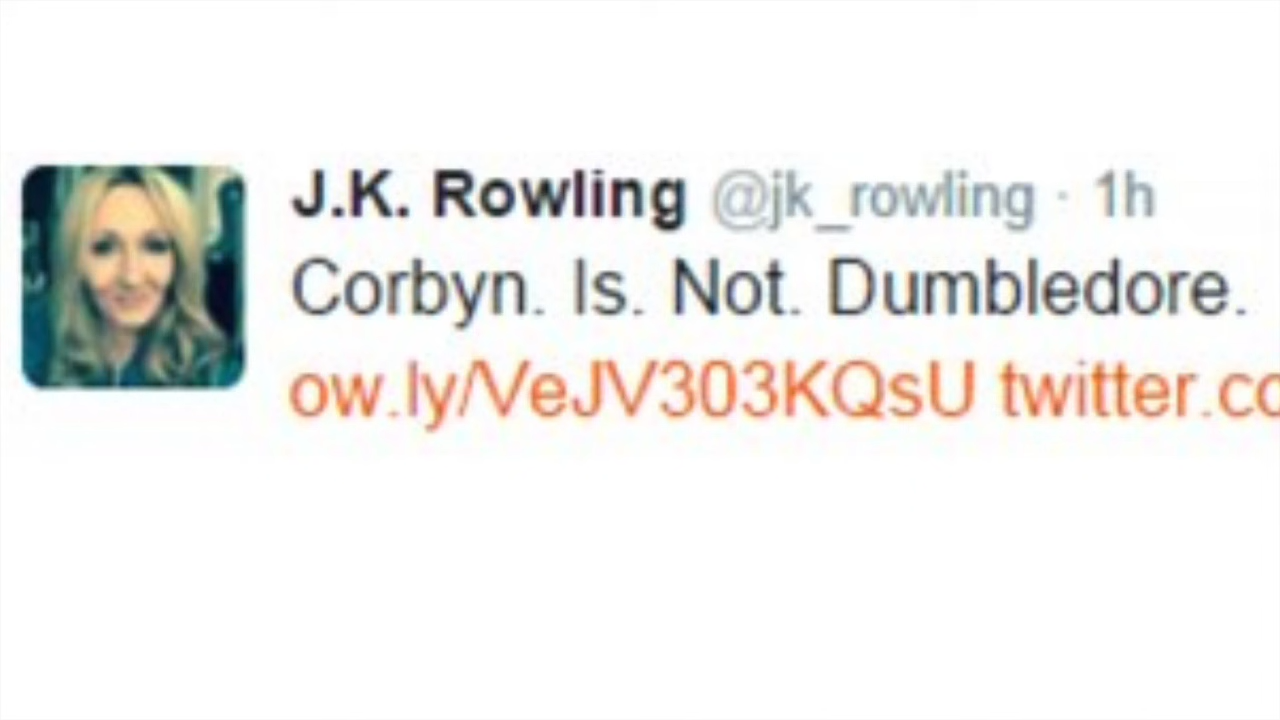 J.K. Rowling @jk_rowling · 1h
Corbyn. Is. Not. Dumbledore.
ow.ly/VeJV303KQsU twitter.co